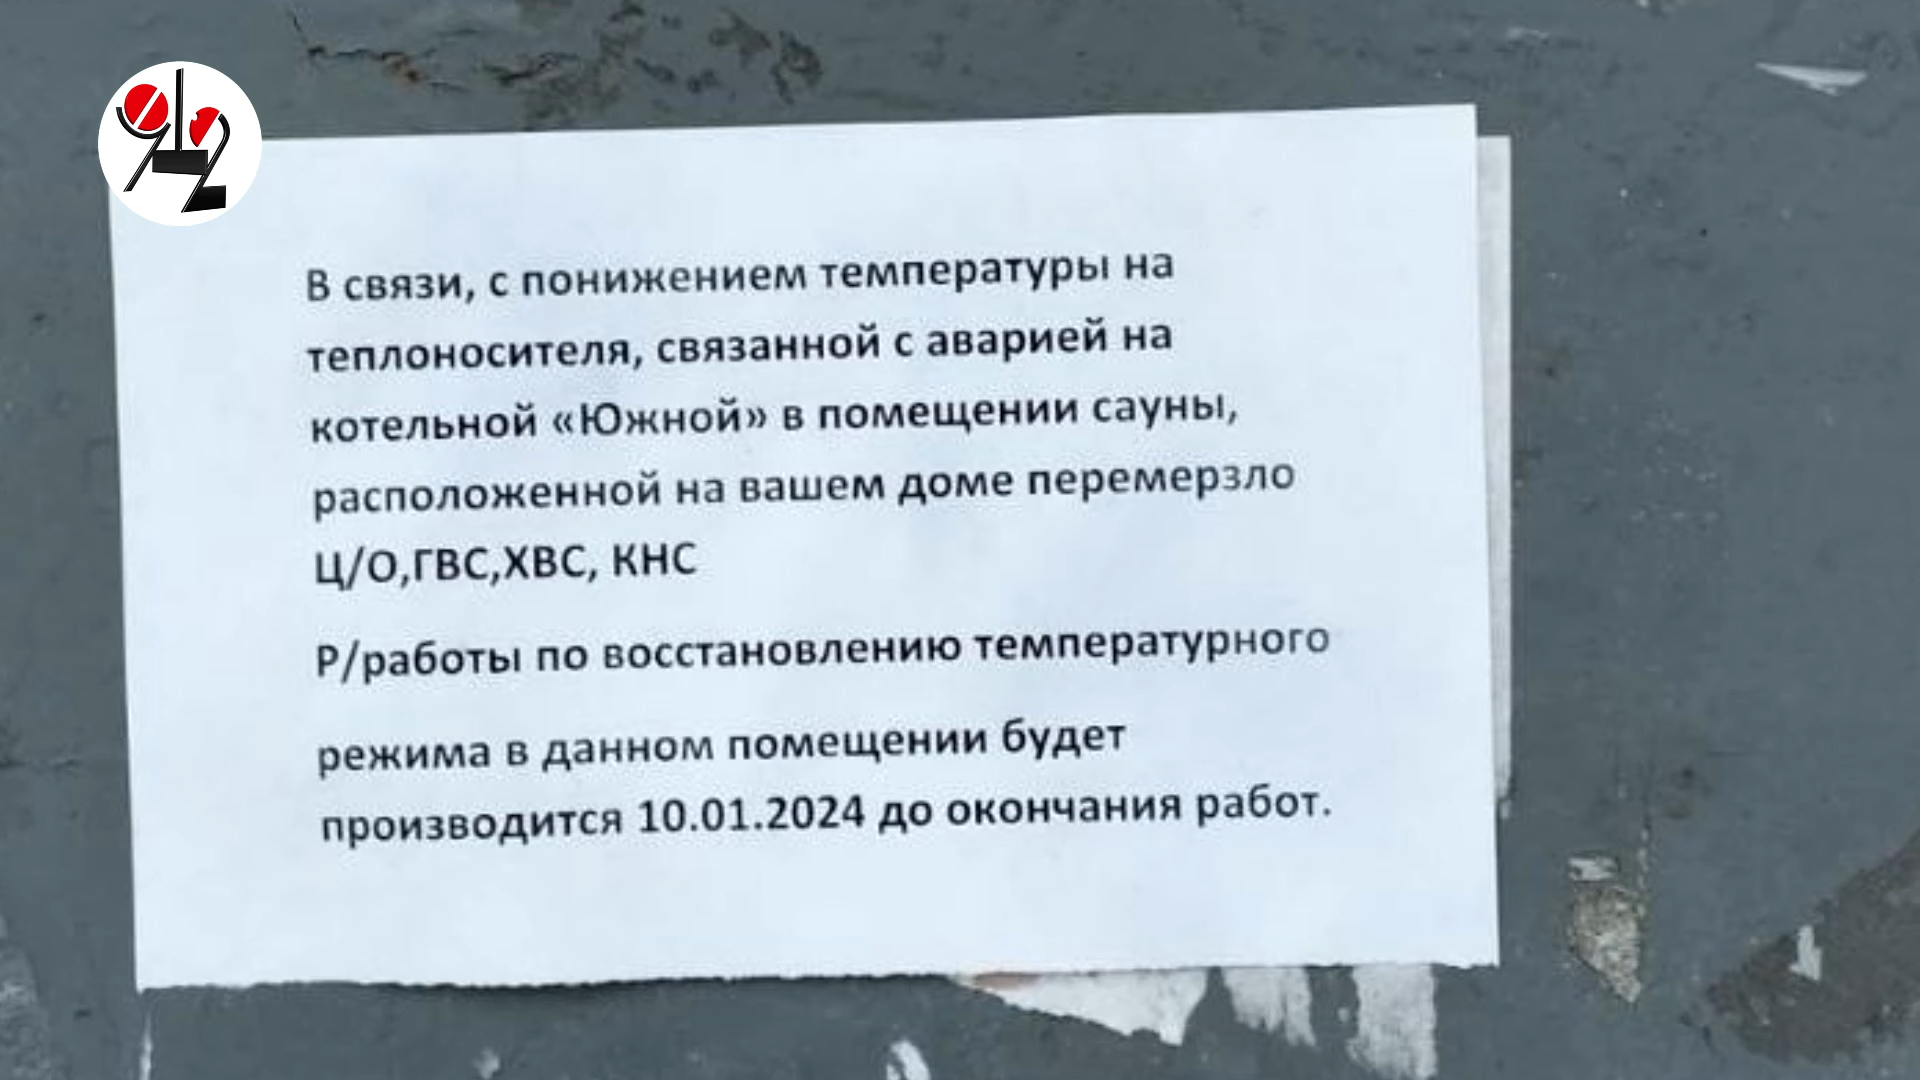 В связи, с понижением температуры на
теплоносителя, связанной с аварией на
котельной «Южной» в помещении сауны,
расположенной на вашем доме перемерзло
Ц/О,ГВС,ХВС, КНС
Р/работы по восстановлению температурного
режима в данном помещении будет
производится 10.01.2024 до окончания работ.